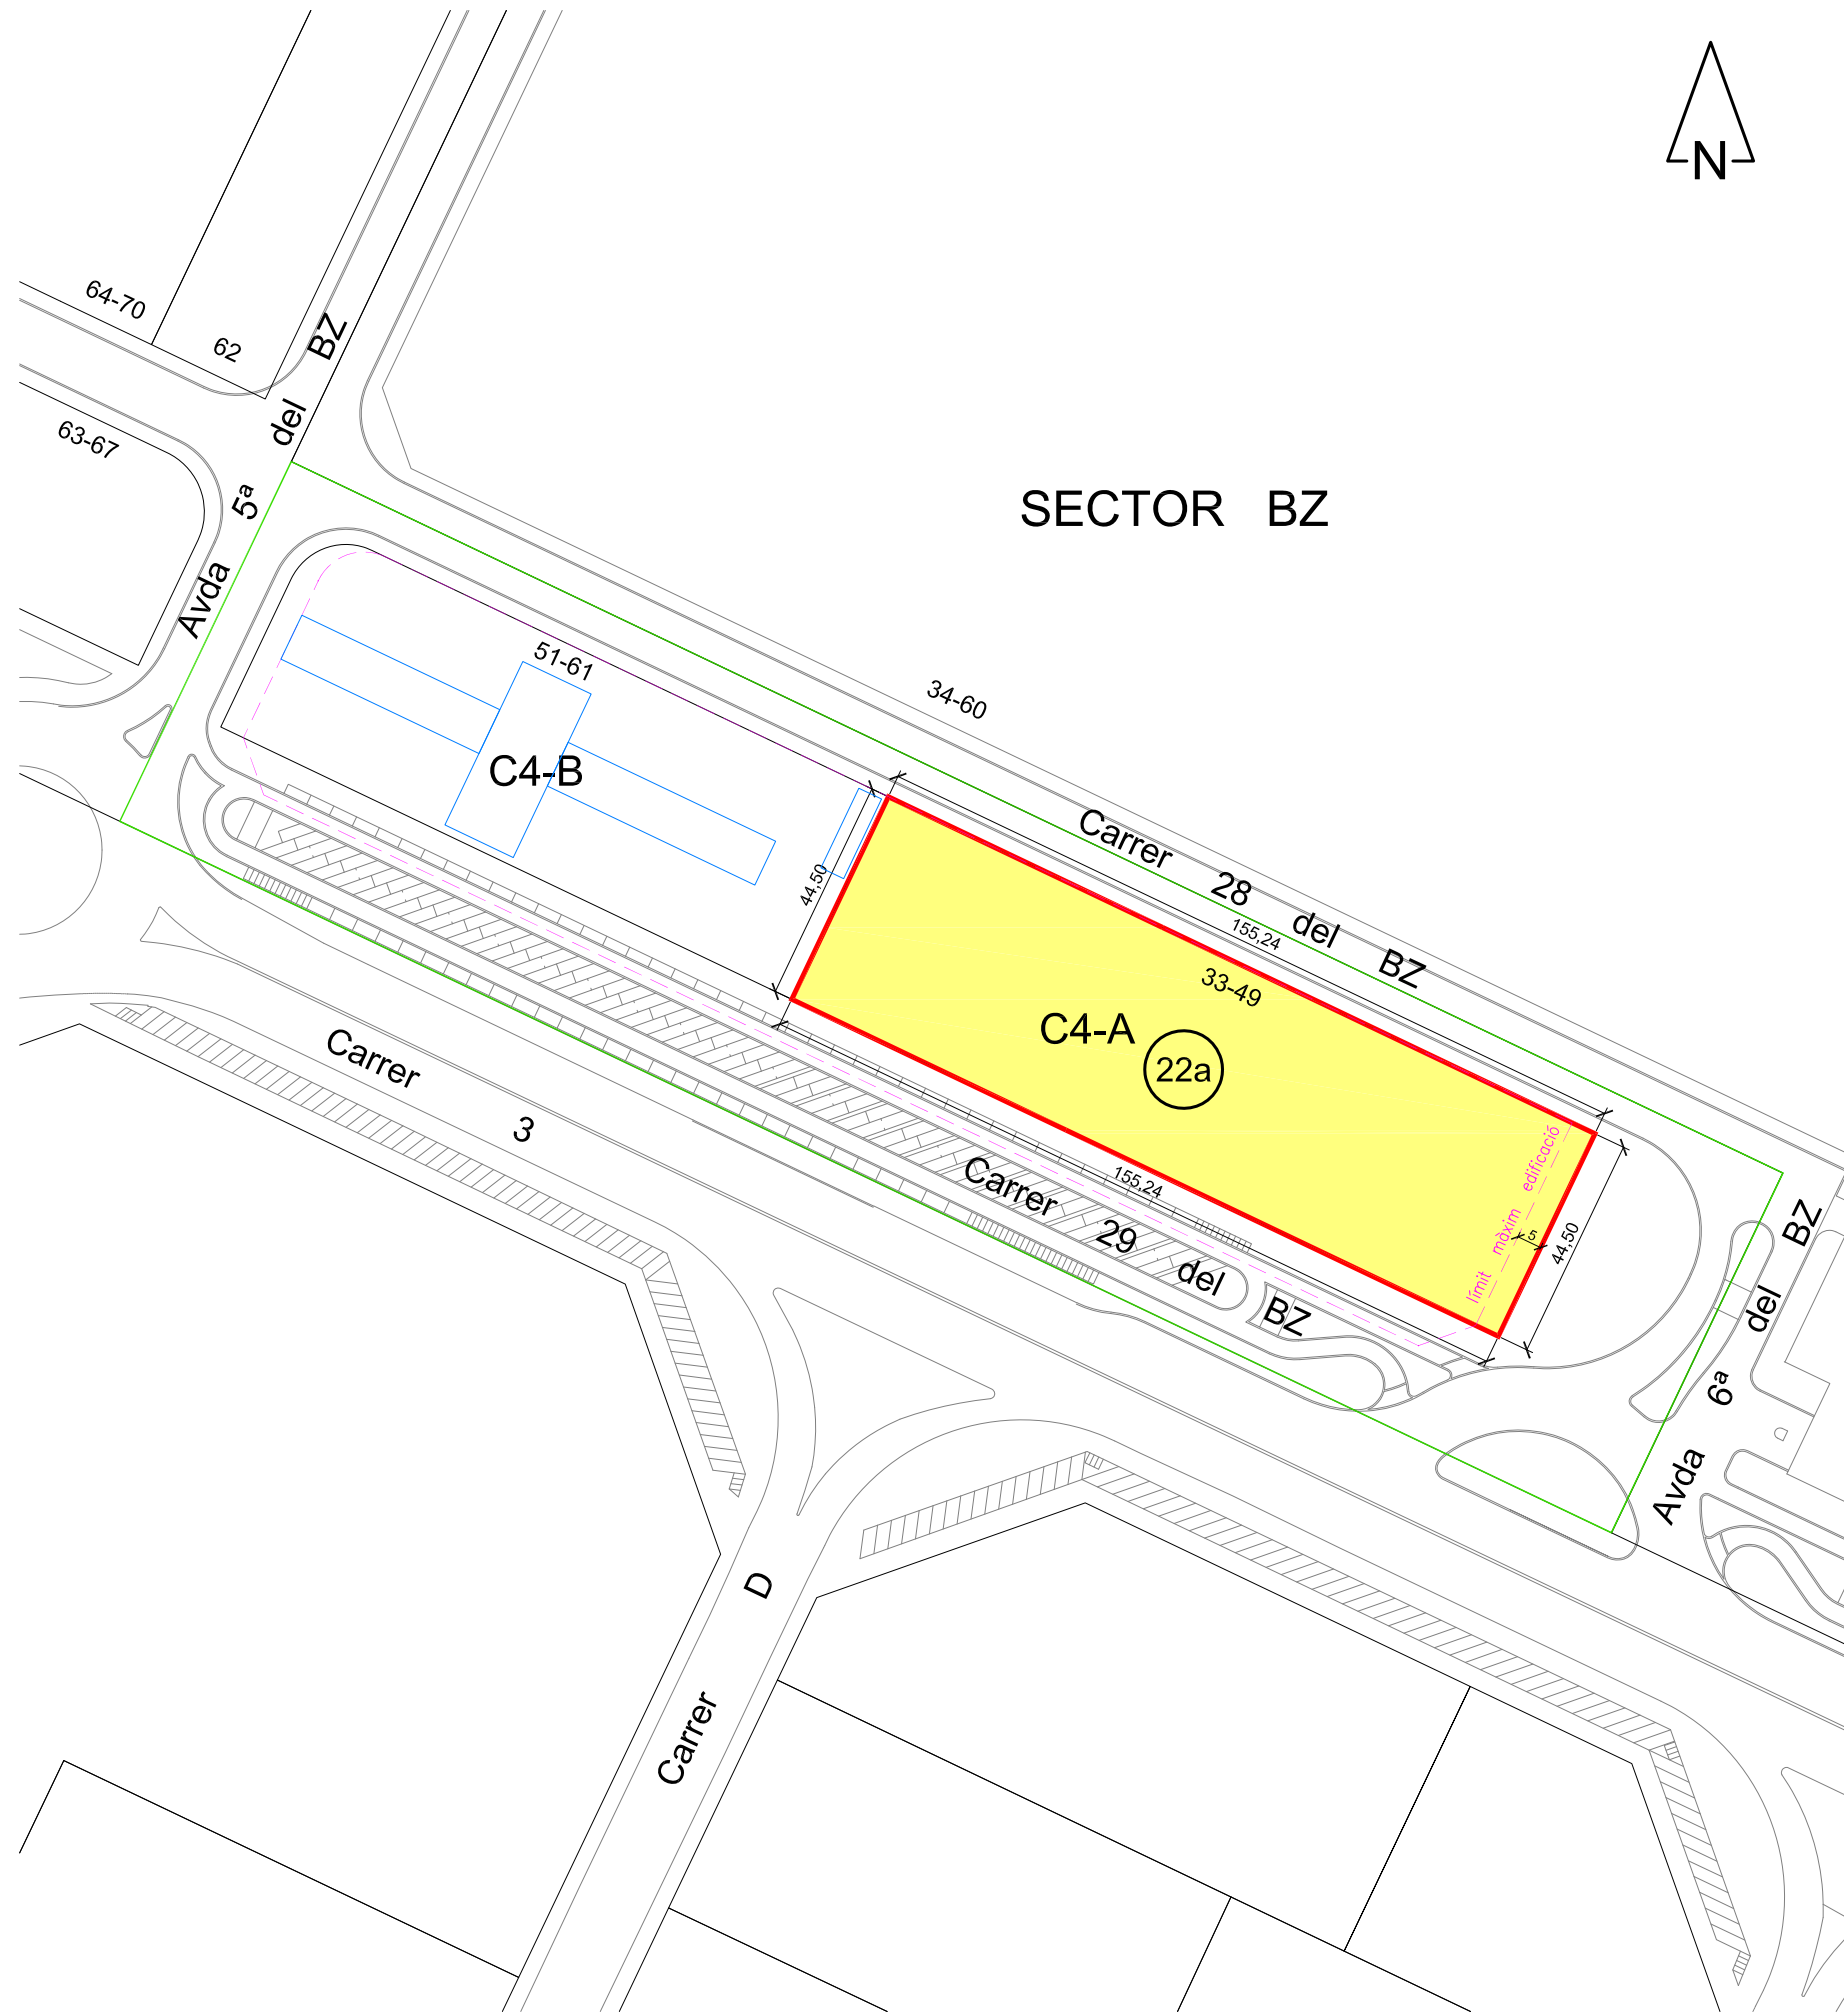 N
64-70
62
63-67
Avda 5ª del BZ
SECTOR BZ
51-61
C4-B
34-60
Carrer 28 del BZ
155,24
44,50
33-49
C4-A
22a
límit màxim edificació
5
44,50
155,24
Carrer 29 del BZ
Carrer 3
Avda 6ª del BZ
Carrer D